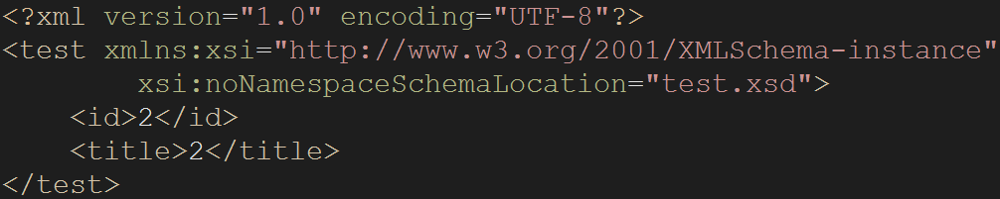 <?xml version="1.0" encoding="UTF-8"?>
<test xmlns:xsi="http://www.w3.org/2001/XMLSchema-instance"
        xsi:noNamespaceSchemaLocation="test.xsd">
    <id>2</id>
    <title>2</title>
</test>